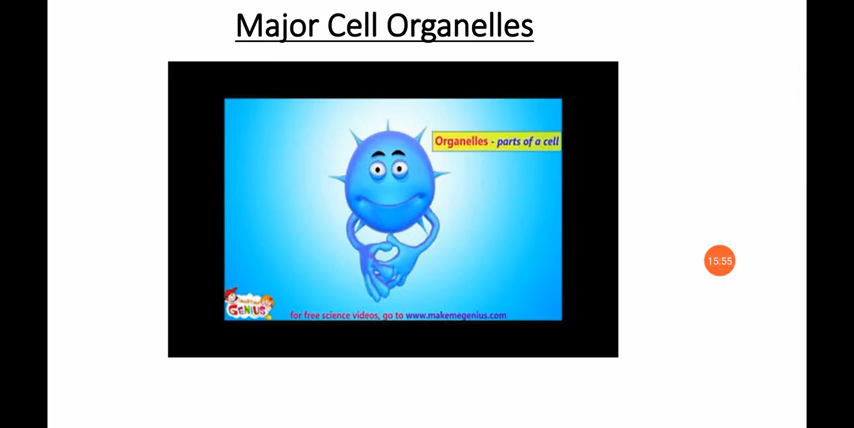 Major Cell Organelles
Organelles - parts of a cell
15:55
GENIUS
for free science videos, go to www.makemegenius.com